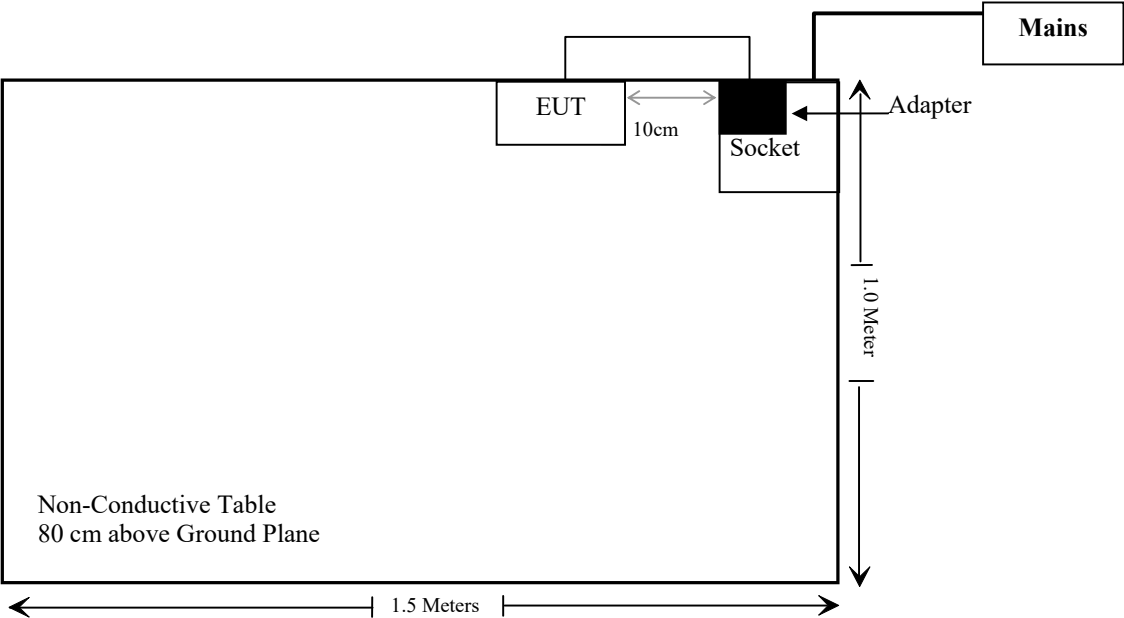 Mains
EUT
Adapter
10cm
Socket
1.0 Meter
Non-Conductive Table
80 cm above Ground Plane
1.5 Meters